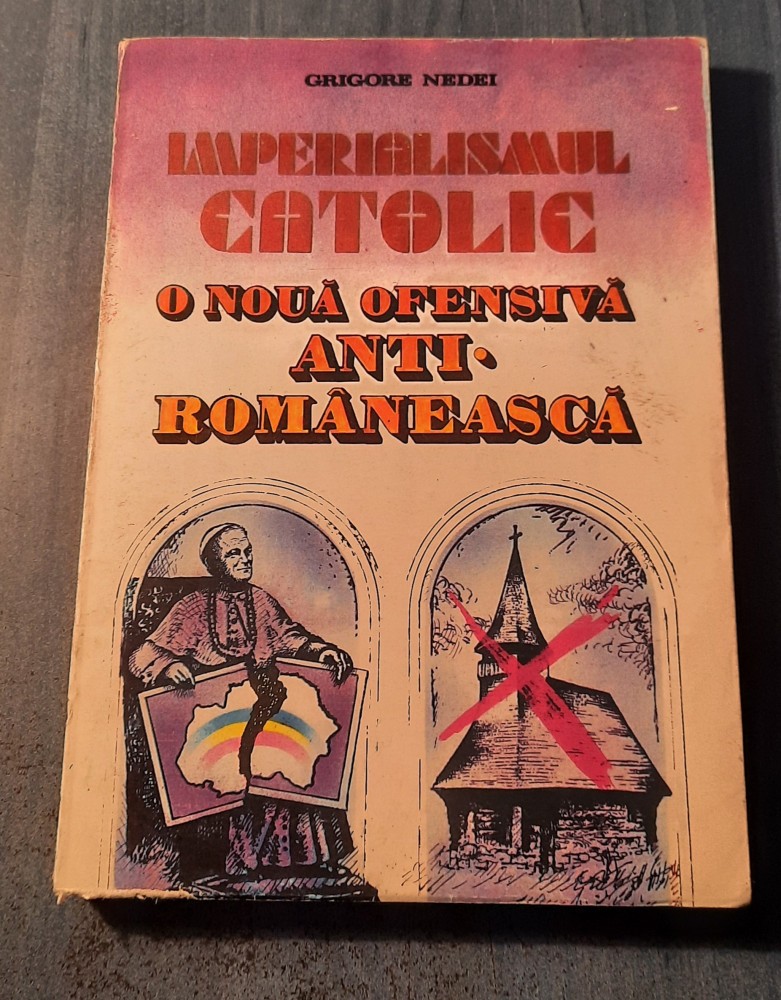 GRIGORE NEDEI
IMPERIALISMUL
CATOLIC
O NOUĂ OFENSIVĂ
ANTI·
ROMÂNEASCĂ